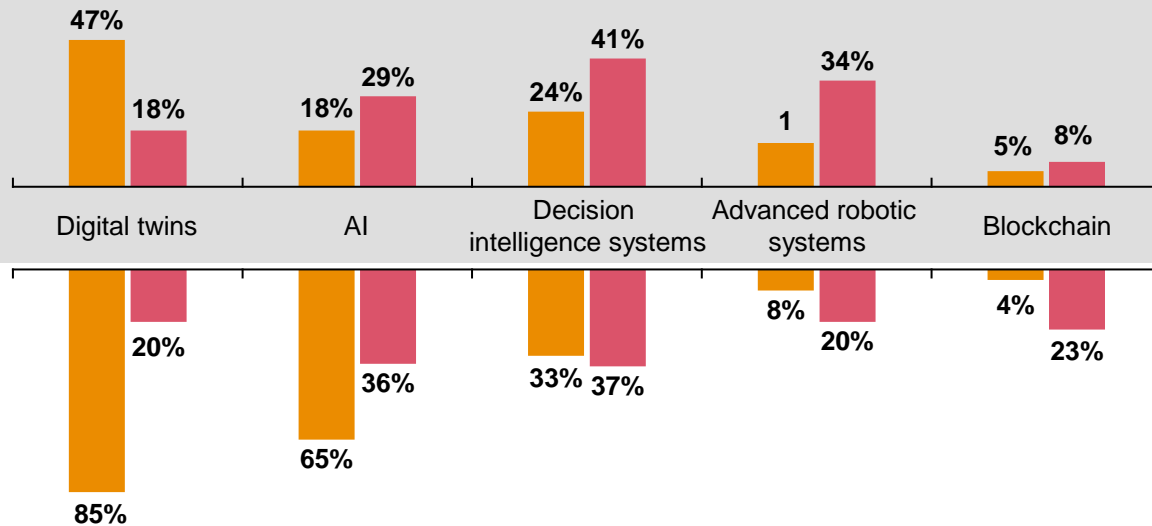 47%
18%
18%
29%
24%
41%
1
34%
5%
8%
Digital twins
AI
Decision
intelligence systems
Advanced robotic
systems
Blockchain
85%
20%
65%
36%
33%
37%
8%
20%
4%
23%